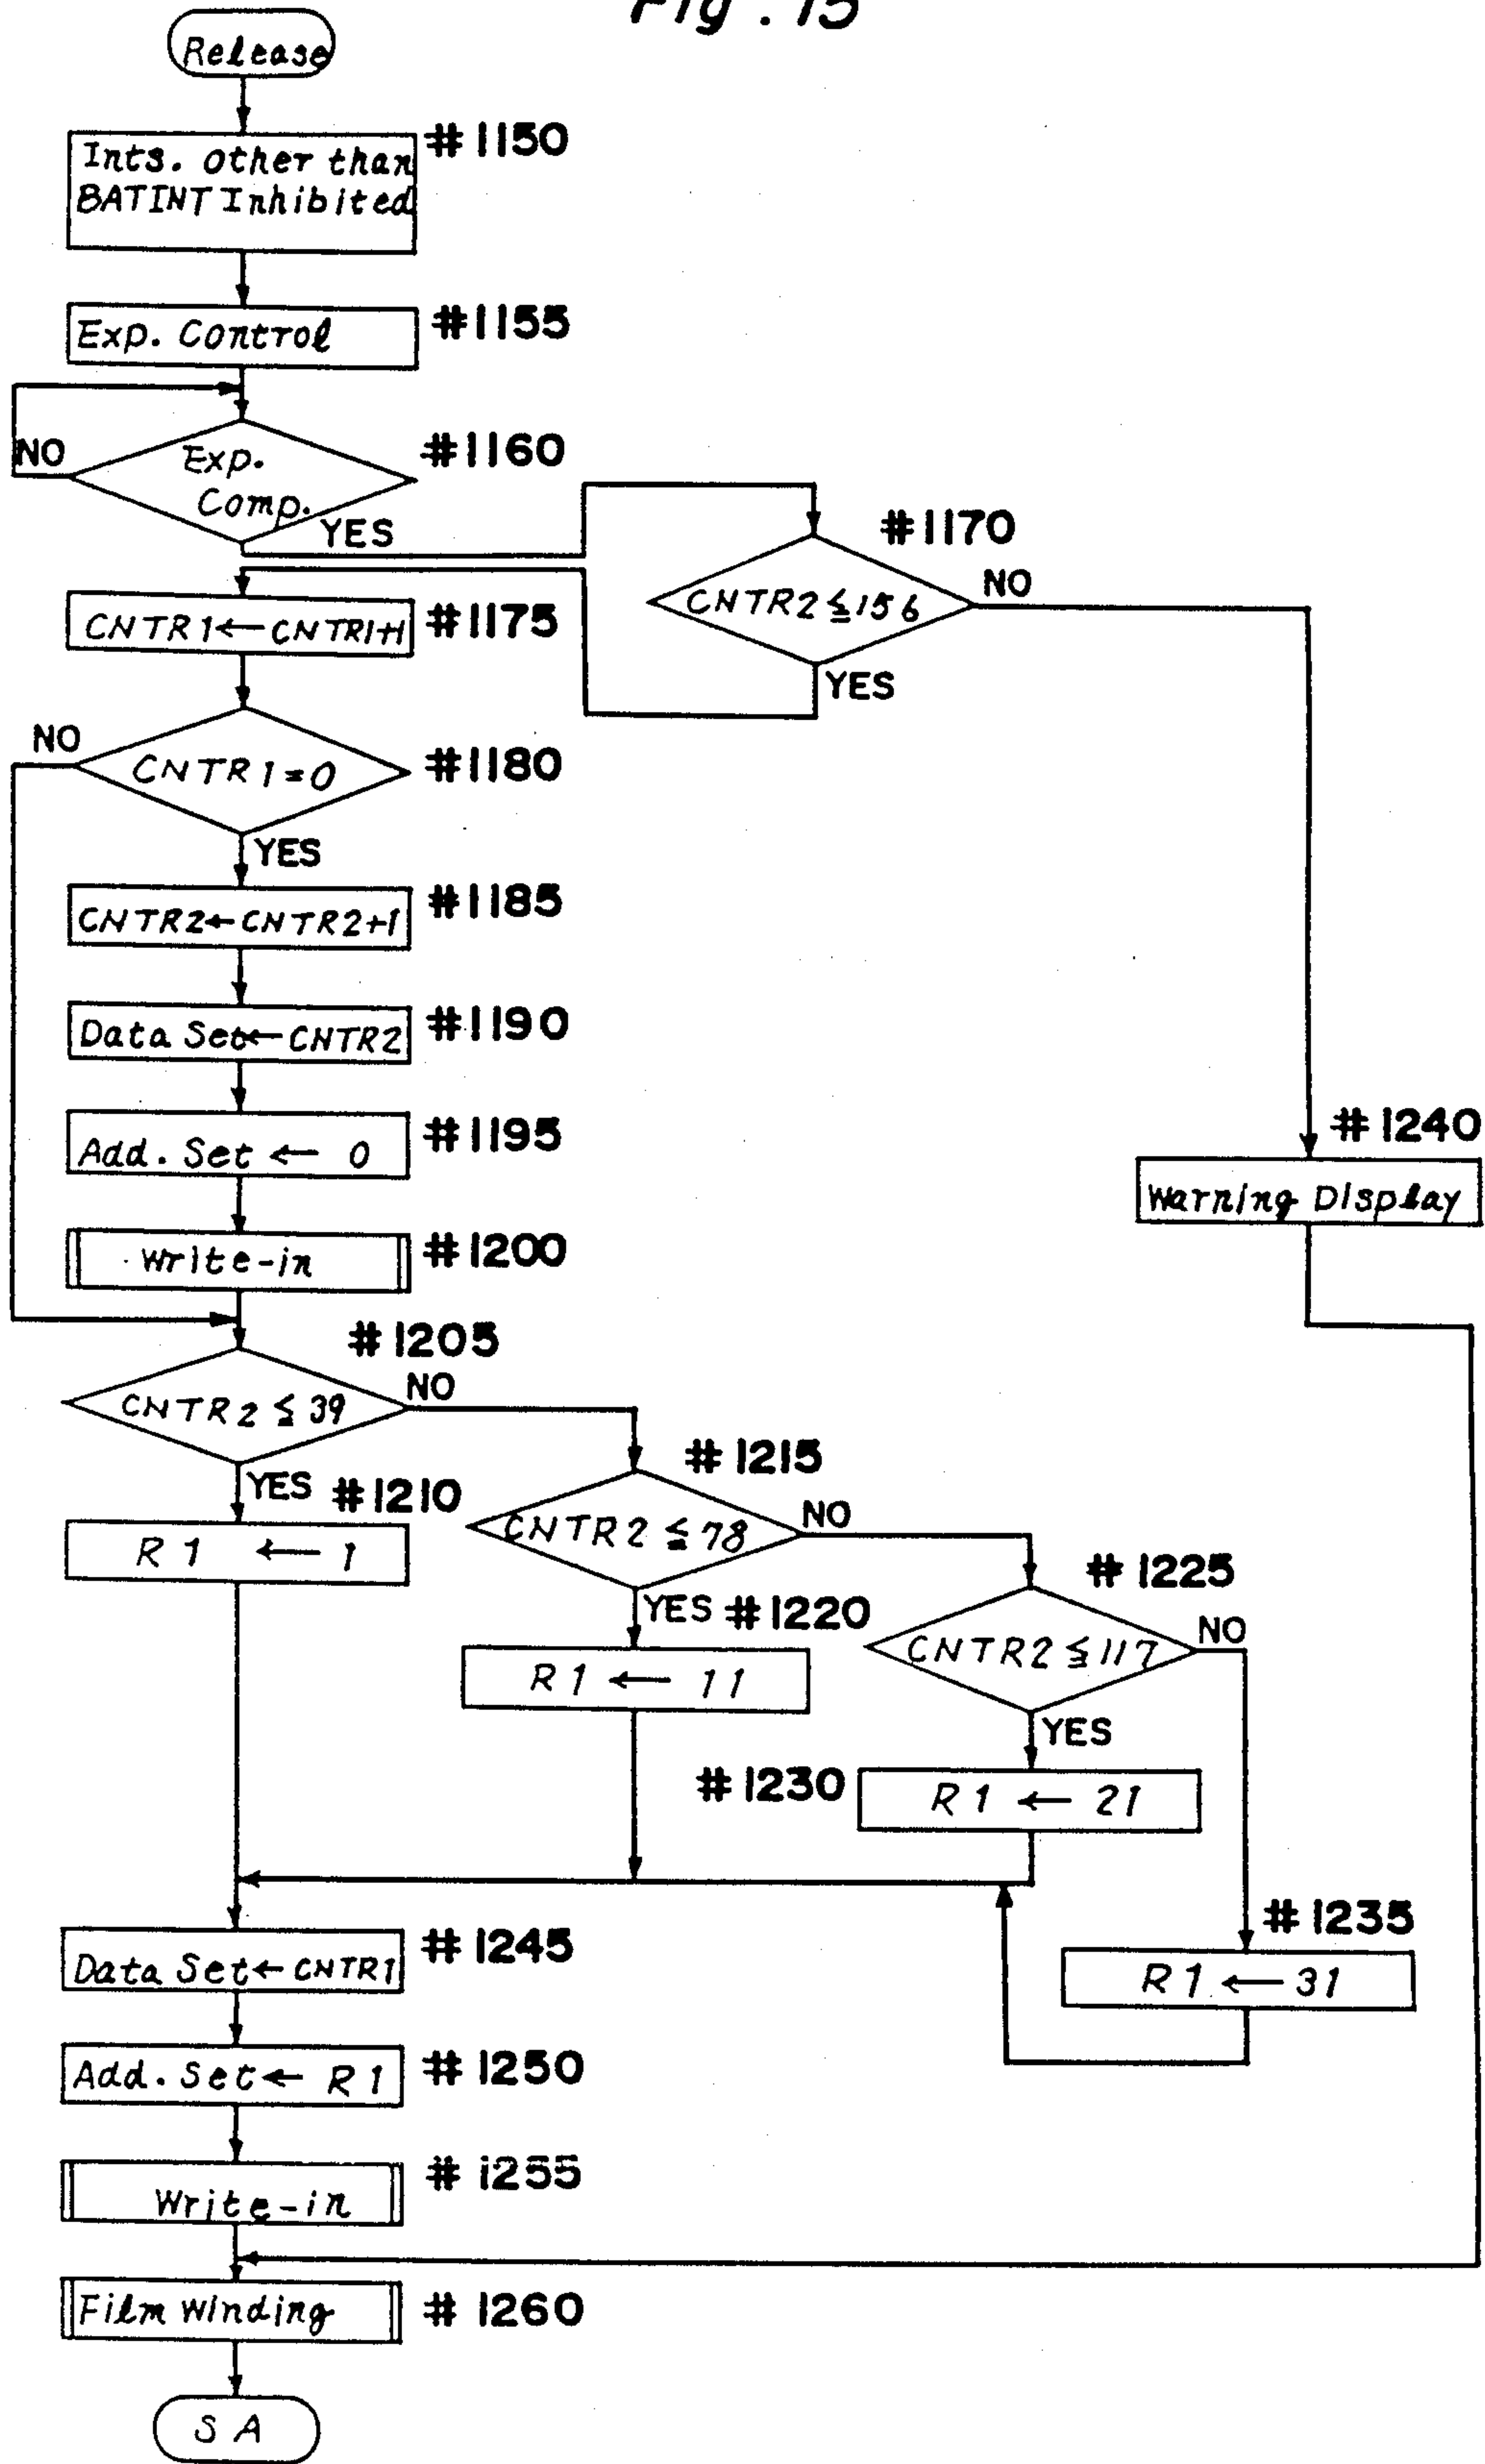 Fig. 15
Release
Ints. other than
BATINT Inhibited
#1150
Exp. Control
#1155
Exp.
Comp.
#1160
NO
YES
CNTR2≦156
#1170
NO
YES
CNTR1←CNTR1+1
#1175
CNTR1=0
#1180
NO
YES
CNTR2←CNTR2+1
#1185
Data Set←CNTR2
#1190
Add. Set ← 0
#1195
Write-in
#1200
#1240
Warning Display
#1205
CNTR2≦39
NO
YES
#1210
R1 ← 1
#1215
CNTR2≦78
NO
YES
#1220
R1 ← 11
#1225
CNTR2≦117
NO
YES
#1230
R1 ← 21
#1235
R1 ← 31
Data Set←CNTR1
#1245
Add. Set← R1
#1250
Write-in
#1255
Film Winding
#1260
SA